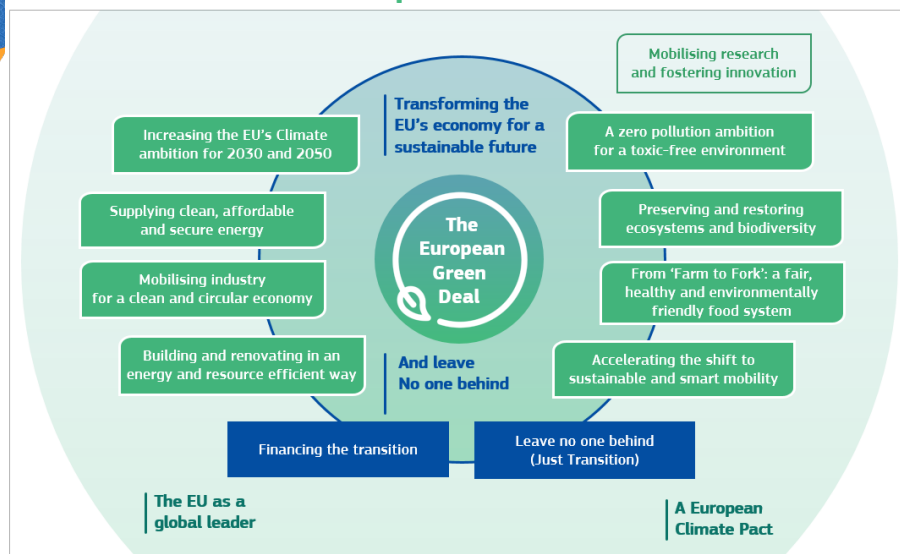 Mobilising research
and fostering innovation
Transforming the
EU's economy for a
sustainable future
Increasing the EU's Climate
ambition for 2030 and 2050
A zero pollution ambition
for a toxic-free environment
Supplying clean, affordable
and secure energy
Preserving and restoring
ecosystems and biodiversity
The
European
Green
Deal
Mobilising industry
for a clean and circular economy
From 'Farm to Fork': a fair,
healthy and environmentally
friendly food system
Building and renovating in an
energy and resource efficient way
And leave
No one behind
Accelerating the shift to
sustainable and smart mobility
Financing the transition
Leave no one behind
(Just Transition)
The EU as a
global leader
A European
Climate Pact